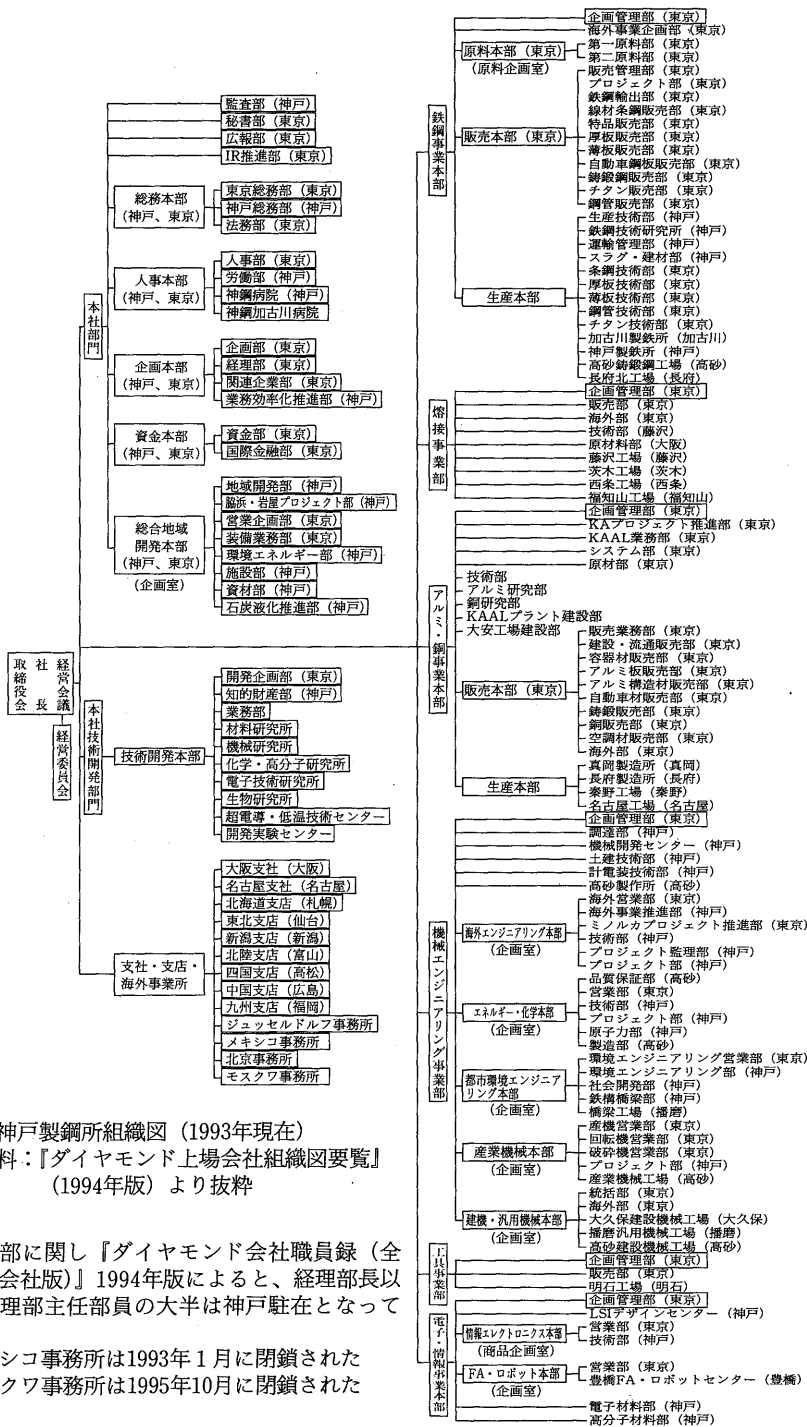 取締役会
社長
経営会議
経営委員会
本社部門
監査部（神戸）
秘書部（東京）
広報部（東京）
IR推進部（東京）
総務本部
（神戸、東京）
東京総務部（東京）
神戸総務部（神戸）
法務部（東京）
人事本部
（神戸、東京）
人事部（東京）
労働部（神戸）
神鋼病院（神戸）
神鋼加古川病院
企画本部
（神戸、東京）
企画部（東京）
経理部（東京）
関連企業部（東京）
業務効率化推進部（神戸）
資金本部
（神戸、東京）
資金部（東京）
国際金融部（東京）
総合地域
開発本部
（神戸、東京）
（企画室）
地域開発部（神戸）
脇浜・岩屋プロジェクト部（神戸）
営業企画部（東京）
装備業務部（東京）
環境エネルギー部（神戸）
施設部（神戸）
資材部（神戸）
石炭液化推進部（神戸）
本社技術開発部門
技術開発本部
開発企画部（東京）
知的財産部（神戸）
業務部
材料研究所
機械研究所
化学・高分子研究所
電子技術研究所
生物研究所
超電導・低温技術センター
開発実験センター
支社・支店・
海外事業所
大阪支社（大阪）
名古屋支社（名古屋）
北海道支店（札幌）
東北支店（仙台）
新潟支店（新潟）
北陸支店（富山）
四国支店（高松）
中国支店（広島）
九州支店（福岡）
ジュッセルドルフ事務所
メキシコ事務所
北京事務所
モスクワ事務所
鉄鋼事業本部
企画管理部（東京）
海外事業企画部（東京）
原料本部（東京）
（原料企画室）
第一原料部（東京）
第二原料部（東京）
販売本部（東京）
販売管理部（東京）
プロジェクト部（東京）
鉄鋼輸出部（東京）
線材条鋼販売部（東京）
特品販売部（東京）
厚板販売部（東京）
薄板販売部（東京）
自動車鋼板販売部（東京）
鋳鍛鋼販売部（東京）
チタン販売部（東京）
鋼管販売部（東京）
生産本部
生産技術部（神戸）
鉄鋼技術研究所（神戸）
運輸管理部（神戸）
スラグ・建材部（神戸）
条鋼技術部（東京）
厚板技術部（東京）
薄板技術部（東京）
鋼管技術部（東京）
チタン技術部（東京）
加古川製鉄所（加古川）
神戸製鉄所（神戸）
高砂鋳鍛鋼工場（高砂）
長府北工場（長府）
熔接事業部
企画管理部（東京）
販売部（東京）
海外部（東京）
技術部（藤沢）
原材料部（大阪）
藤沢工場（藤沢）
茨木工場（茨木）
西条工場（西条）
福知山工場（福知山）
アルミ・銅事業本部
企画管理部（東京）
KAプロジェクト推進部（東京）
KAAL業務部（東京）
システム部（東京）
原材部（東京）
技術部
アルミ研究部
銅研究部
KAALプラント建設部
大安工場建設部
販売本部（東京）
販売業務部（東京）
建設・流通販売部（東京）
容器材販売部（東京）
アルミ板販売部（東京）
アルミ構造材販売部（東京）
自動車材販売部（東京）
鋳鍛販売部（東京）
銅販売部（東京）
空調材販売部（東京）
海外部（東京）
生産本部
真岡製造所（真岡）
長府製造所（長府）
秦野工場（秦野）
名古屋工場（名古屋）
機械エンジニアリング事業部
企画管理部（東京）
調達部（神戸）
機械開発センター（神戸）
土建技術部（神戸）
計電装技術部（神戸）
高砂製作所（高砂）
海外エンジニアリング本部
（企画室）
海外営業部（東京）
海外事業推進部（神戸）
ミノルカプロジェクト推進部（東京）
技術部（神戸）
プロジェクト監理部（神戸）
プロジェクト部（神戸）
エネルギー・化学本部
（企画室）
品質保証部（高砂）
営業部（東京）
技術部（神戸）
プロジェクト部（神戸）
原子力部（神戸）
製造部（高砂）
都市環境エンジニア
リング本部
（企画室）
環境エンジニアリング営業部（東京）
環境エンジニアリング部（神戸）
社会開発部（神戸）
鉄構橋梁部（神戸）
橋梁工場（播磨）
産業機械本部
（企画室）
産機営業部（東京）
回転機営業部（東京）
破砕機営業部（東京）
プロジェクト部（神戸）
産業機械工場（高砂）
建機・汎用機械本部
（企画室）
統括部（東京）
海外部（東京）
大久保建設機械工場（大久保）
播磨汎用機械工場（播磨）
高砂建設機械工場（高砂）
工具事業部
企画管理部（東京）
販売部（東京）
明石工場（明石）
電子・情報事業本部
企画管理部（東京）
LSIデザインセンター（神戸）
情報エレクトロニクス本部
（商品企画室）
営業部（東京）
技術部（神戸）
FA・ロボット本部
（企画室）
営業部（東京）
豊橋FA・ロボットセンター（豊橋）
電子材料部（神戸）
高分子材料部（神戸）
神戸製鋼所組織図（1993年現在）
料：『ダイヤモンド上場会社組織図要覧』
（1994年版）より抜粋
部に関し『ダイヤモンド会社職員録（全
会社版）』1994年版によると、経理部長以
理部主任部員の大半は神戸駐在となって
シコ事務所は1993年1月に閉鎖された
クワ事務所は1995年10月に閉鎖された